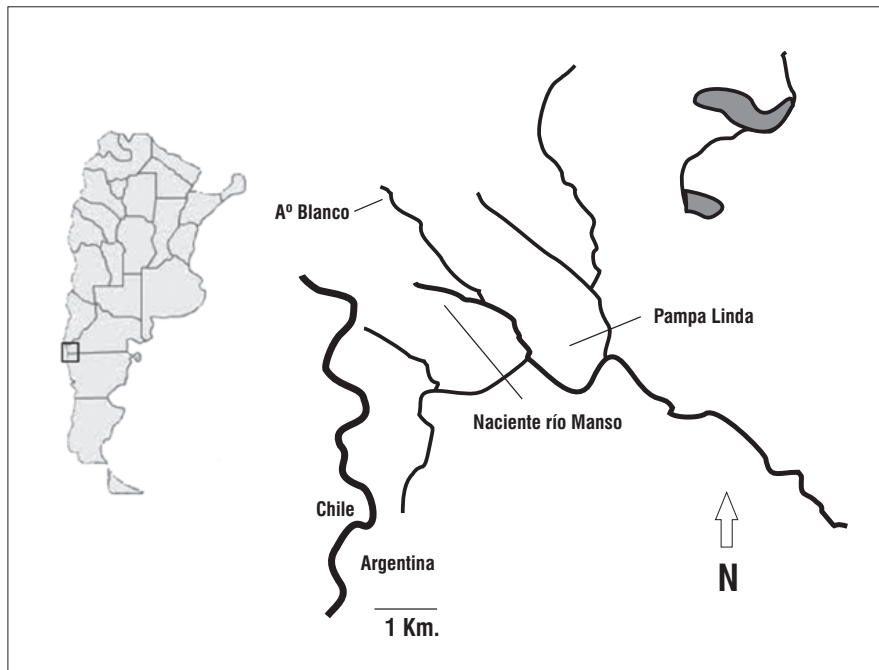 Aº Blanco
Pampa Linda
Naciente río Manso
Chile
Argentina
N
1 Km.